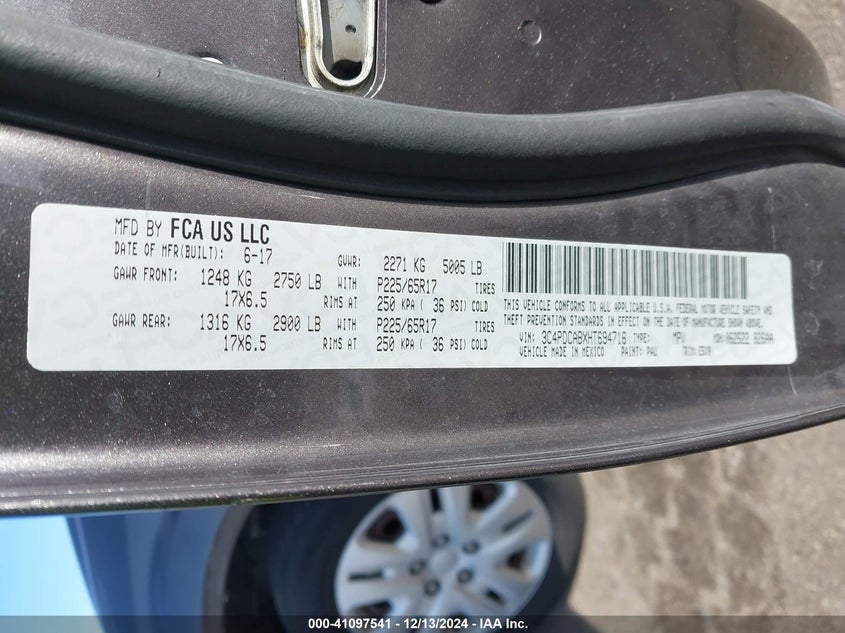 MFD BY FCA US LLC
DATE OF MFR(BUILT): 6-17 GVWR: 2271 KG 5005 LB
GAWR FRONT: 1248 KG 2750 LB WITH P225/65R17 TIRES
17X6.5 RIMS AT 250 KPA ( 36 PSI) COLD
GAWR REAR: 1316 KG 2900 LB WITH P225/65R17 TIRES
17X6.5 RIMS AT 250 KPA ( 36 PSI) COLD
THIS VEHICLE CONFORMS TO ALL APPLICABLE U.S.A. FEDERAL MOTOR VEHICLE SAFETY AND
THEFT PREVENTION STANDARDS IN EFFECT ON THE DATE OF MANUFACTURE SHOWN ABOVE.
VIN: 3C4PDCABXHT694716 TYPE: MPV MDH:
VEHICLE MADE IN MEXICO PAINT: PAU TRIM:
000-41097541 - 12/13/2024 - IAA Inc.